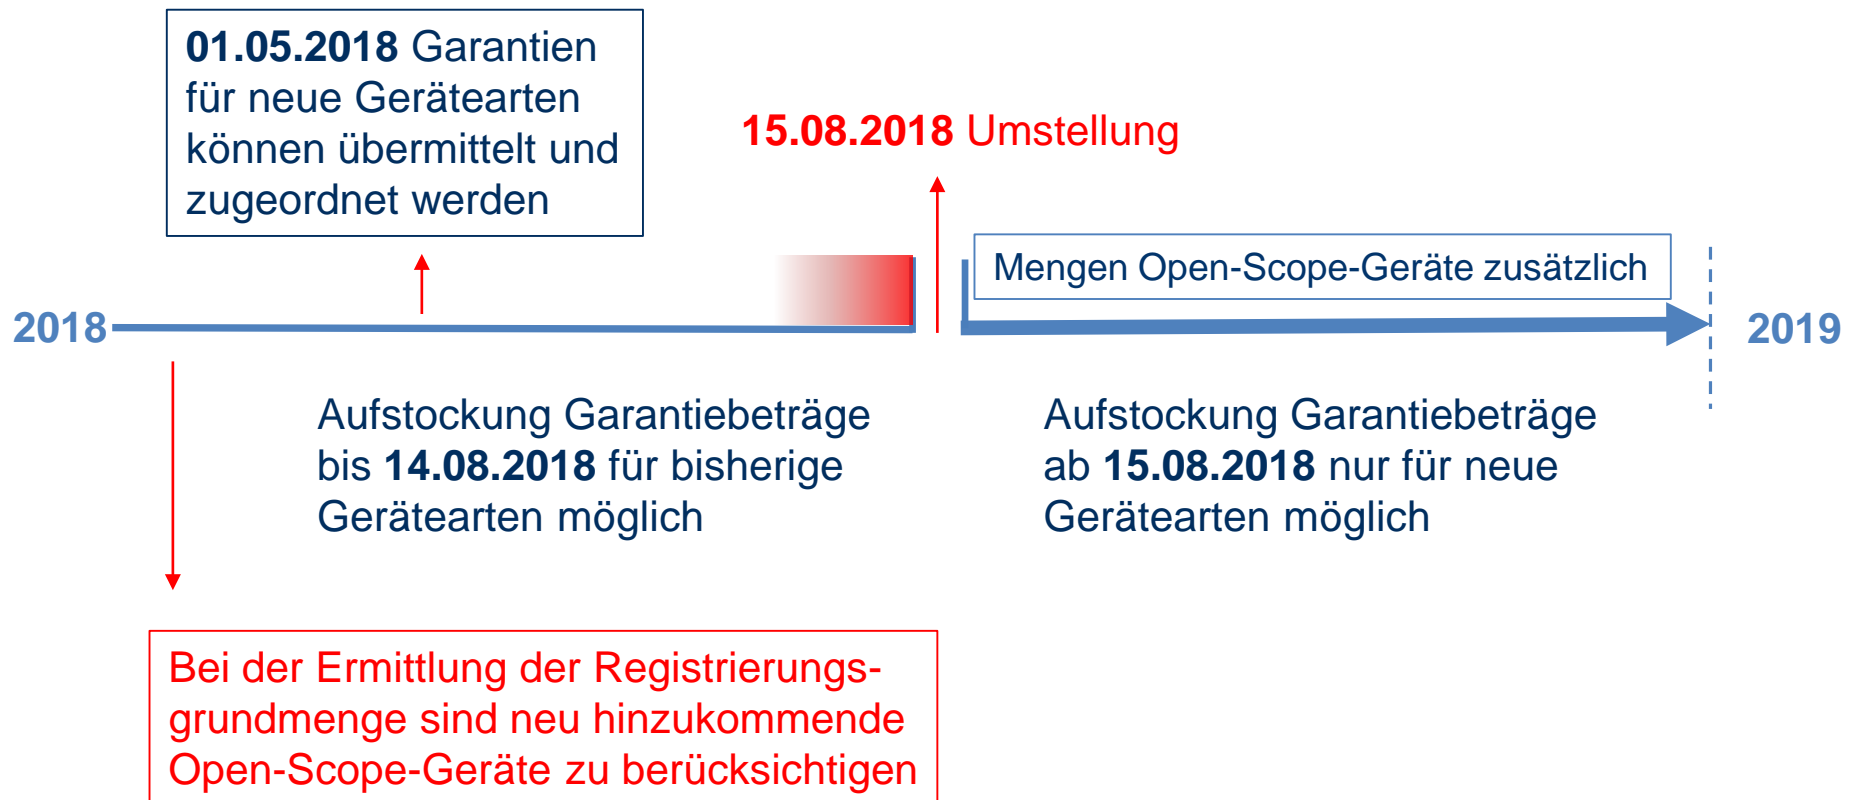 01.05.2018 Garantien
für neue Gerätearten
können übermittelt und
zugeordnet werden
15.08.2018 Umstellung
Mengen Open-Scope-Geräte zusätzlich
2018
2019
Aufstockung Garantiebeträge
bis 14.08.2018 für bisherige
Gerätearten möglich
Aufstockung Garantiebeträge
ab 15.08.2018 nur für neue
Gerätearten möglich
Bei der Ermittlung der Registrierungs-
grundmenge sind neu hinzukommende
Open-Scope-Geräte zu berücksichtigen